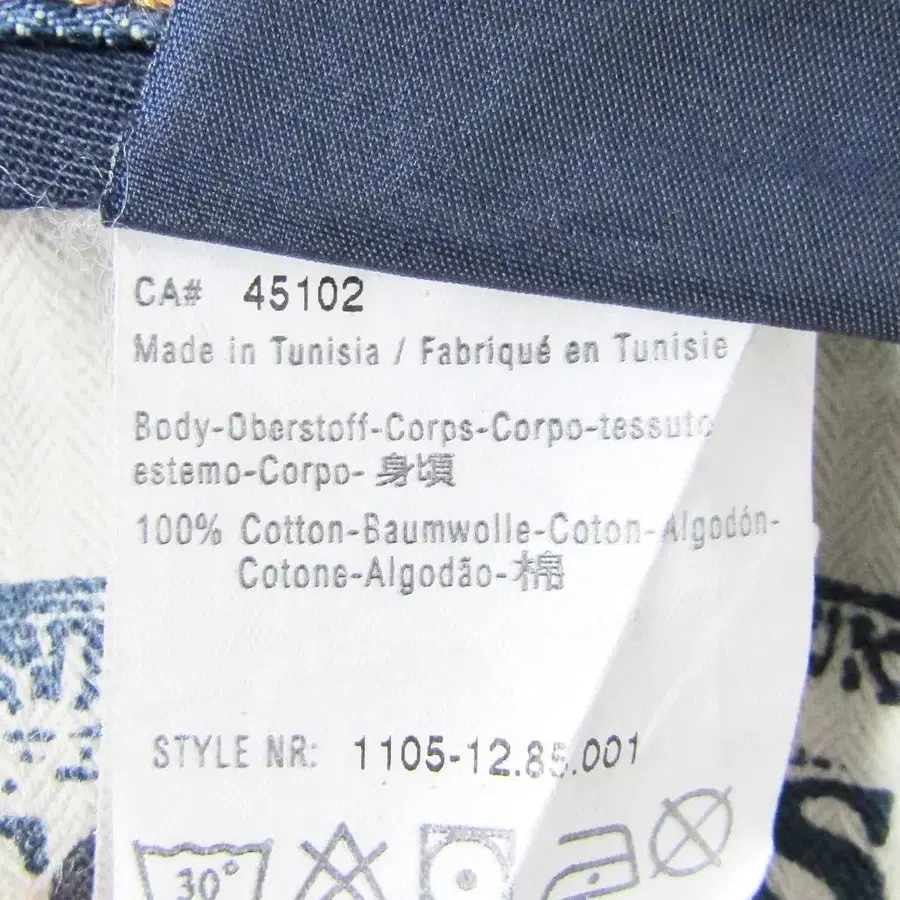 CA# 45102
Made in Tunisia / Fabriqué en Tunisie
Body-Oberstoff-Corps-Corpo-tessuto
estemo-Corpo- 身頃
100% Cotton-Baumwolle-Coton-Algodón-
Cotone-Algodão-棉
STYLE NR: 1105-12.85.001
30°